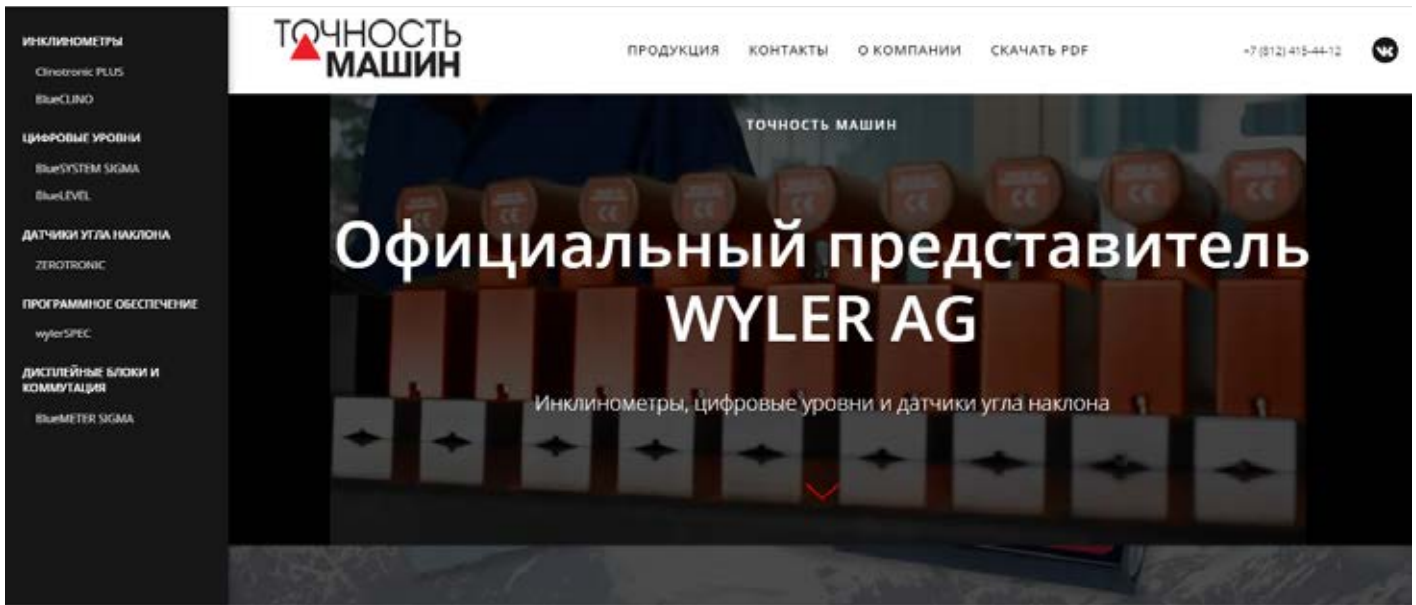 ИНКЛИНОМЕТРЫ
Clinotronic PLUS
BlueCLINO
ЦИФРОВЫЕ УРОВНИ
BlueSYSTEM SIGMA
BlueLEVEL
ДАТЧИКИ УГЛА НАКЛОНА
ZEROTRONIC
ПРОГРАММНОЕ ОБЕСПЕЧЕНИЕ
wylerSPEC
ДИСПЛЕЙНЫЕ БЛОКИ И
КОММУТАЦИЯ
BlueMETER SIGMA
ТОЧНОСТЬ
МАШИН
ПРОДУКЦИЯ КОНТАКТЫ О КОМПАНИИ СКАЧАТЬ PDF
+7 (812) 415-44-12
ТОЧНОСТЬ МАШИН
Официальный представитель
WYLER AG
Инклинометры, цифровые уровни и датчики угла наклона